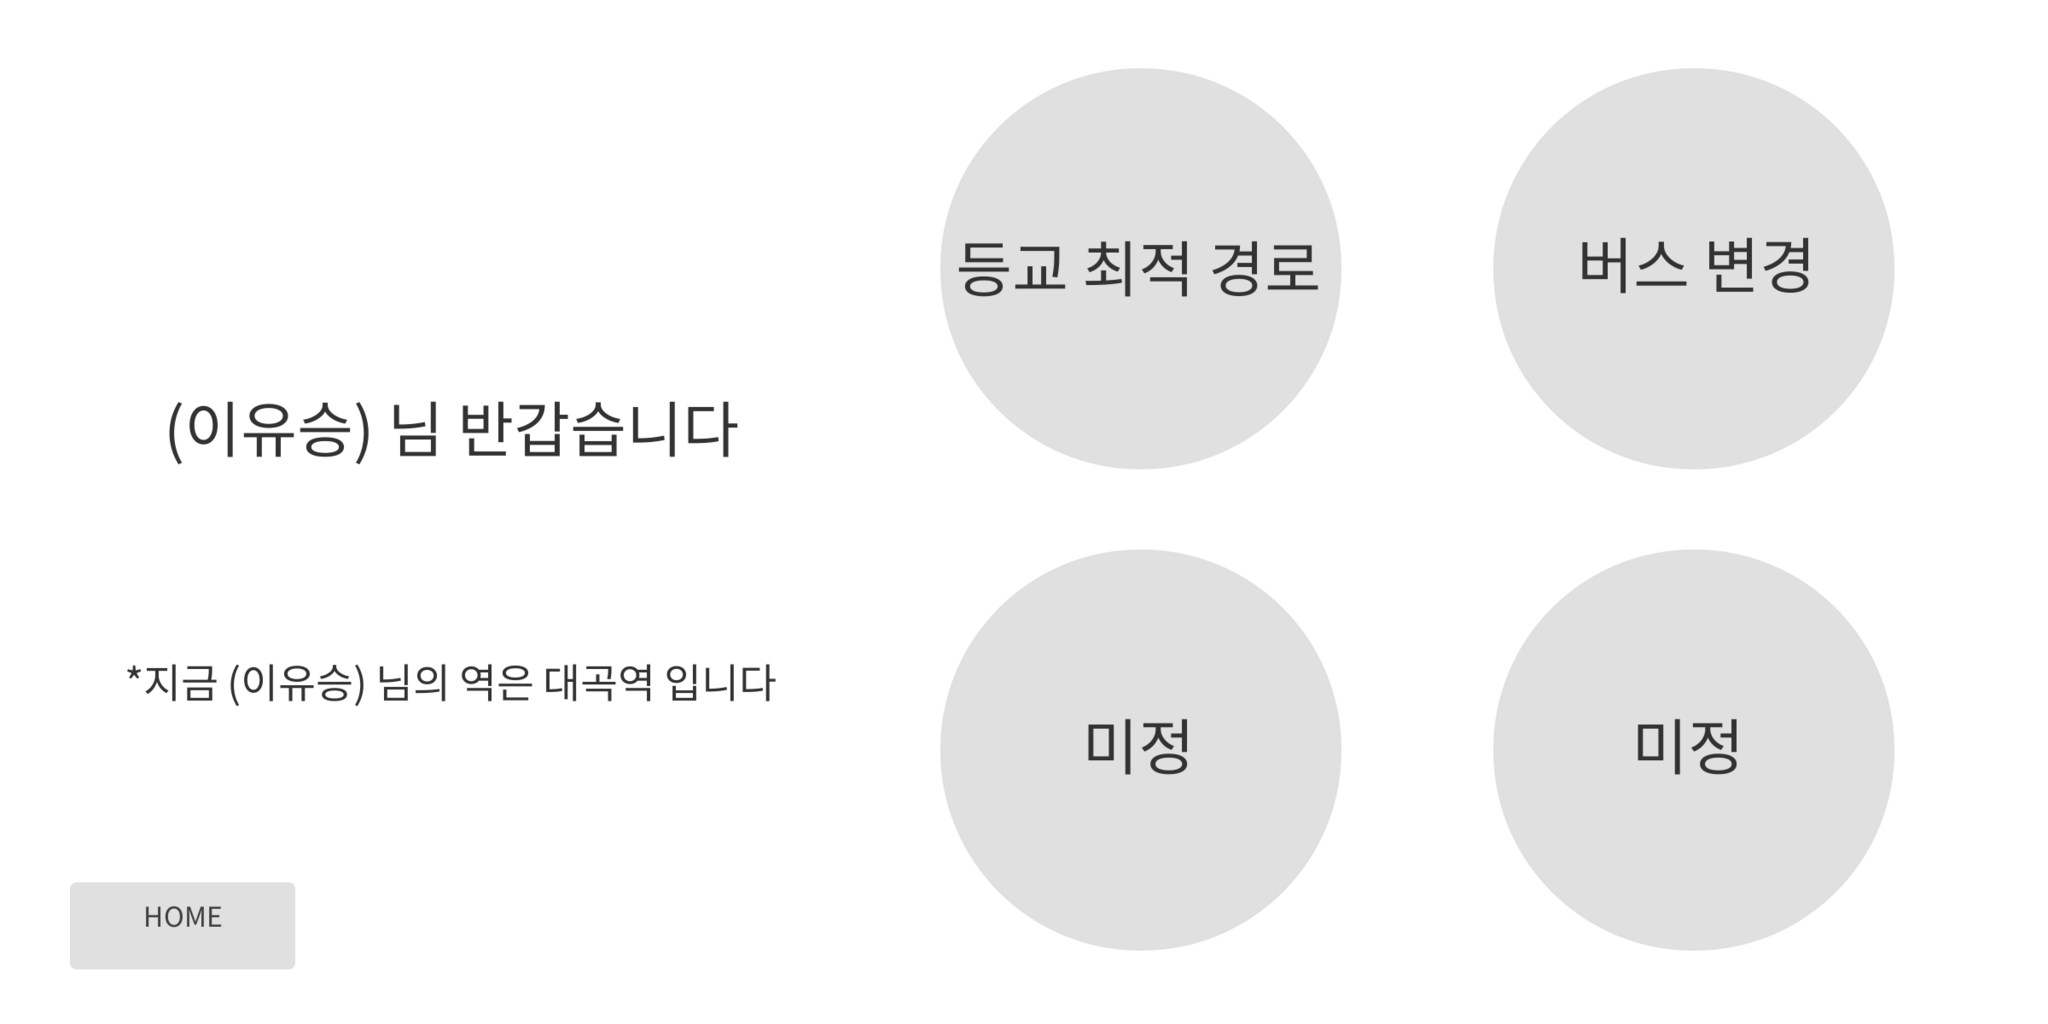 (이유승) 님 반갑습니다
*지금 (이유승) 님의 역은 대곡역 입니다
HOME
등교 최적 경로
버스 변경
미정
미정